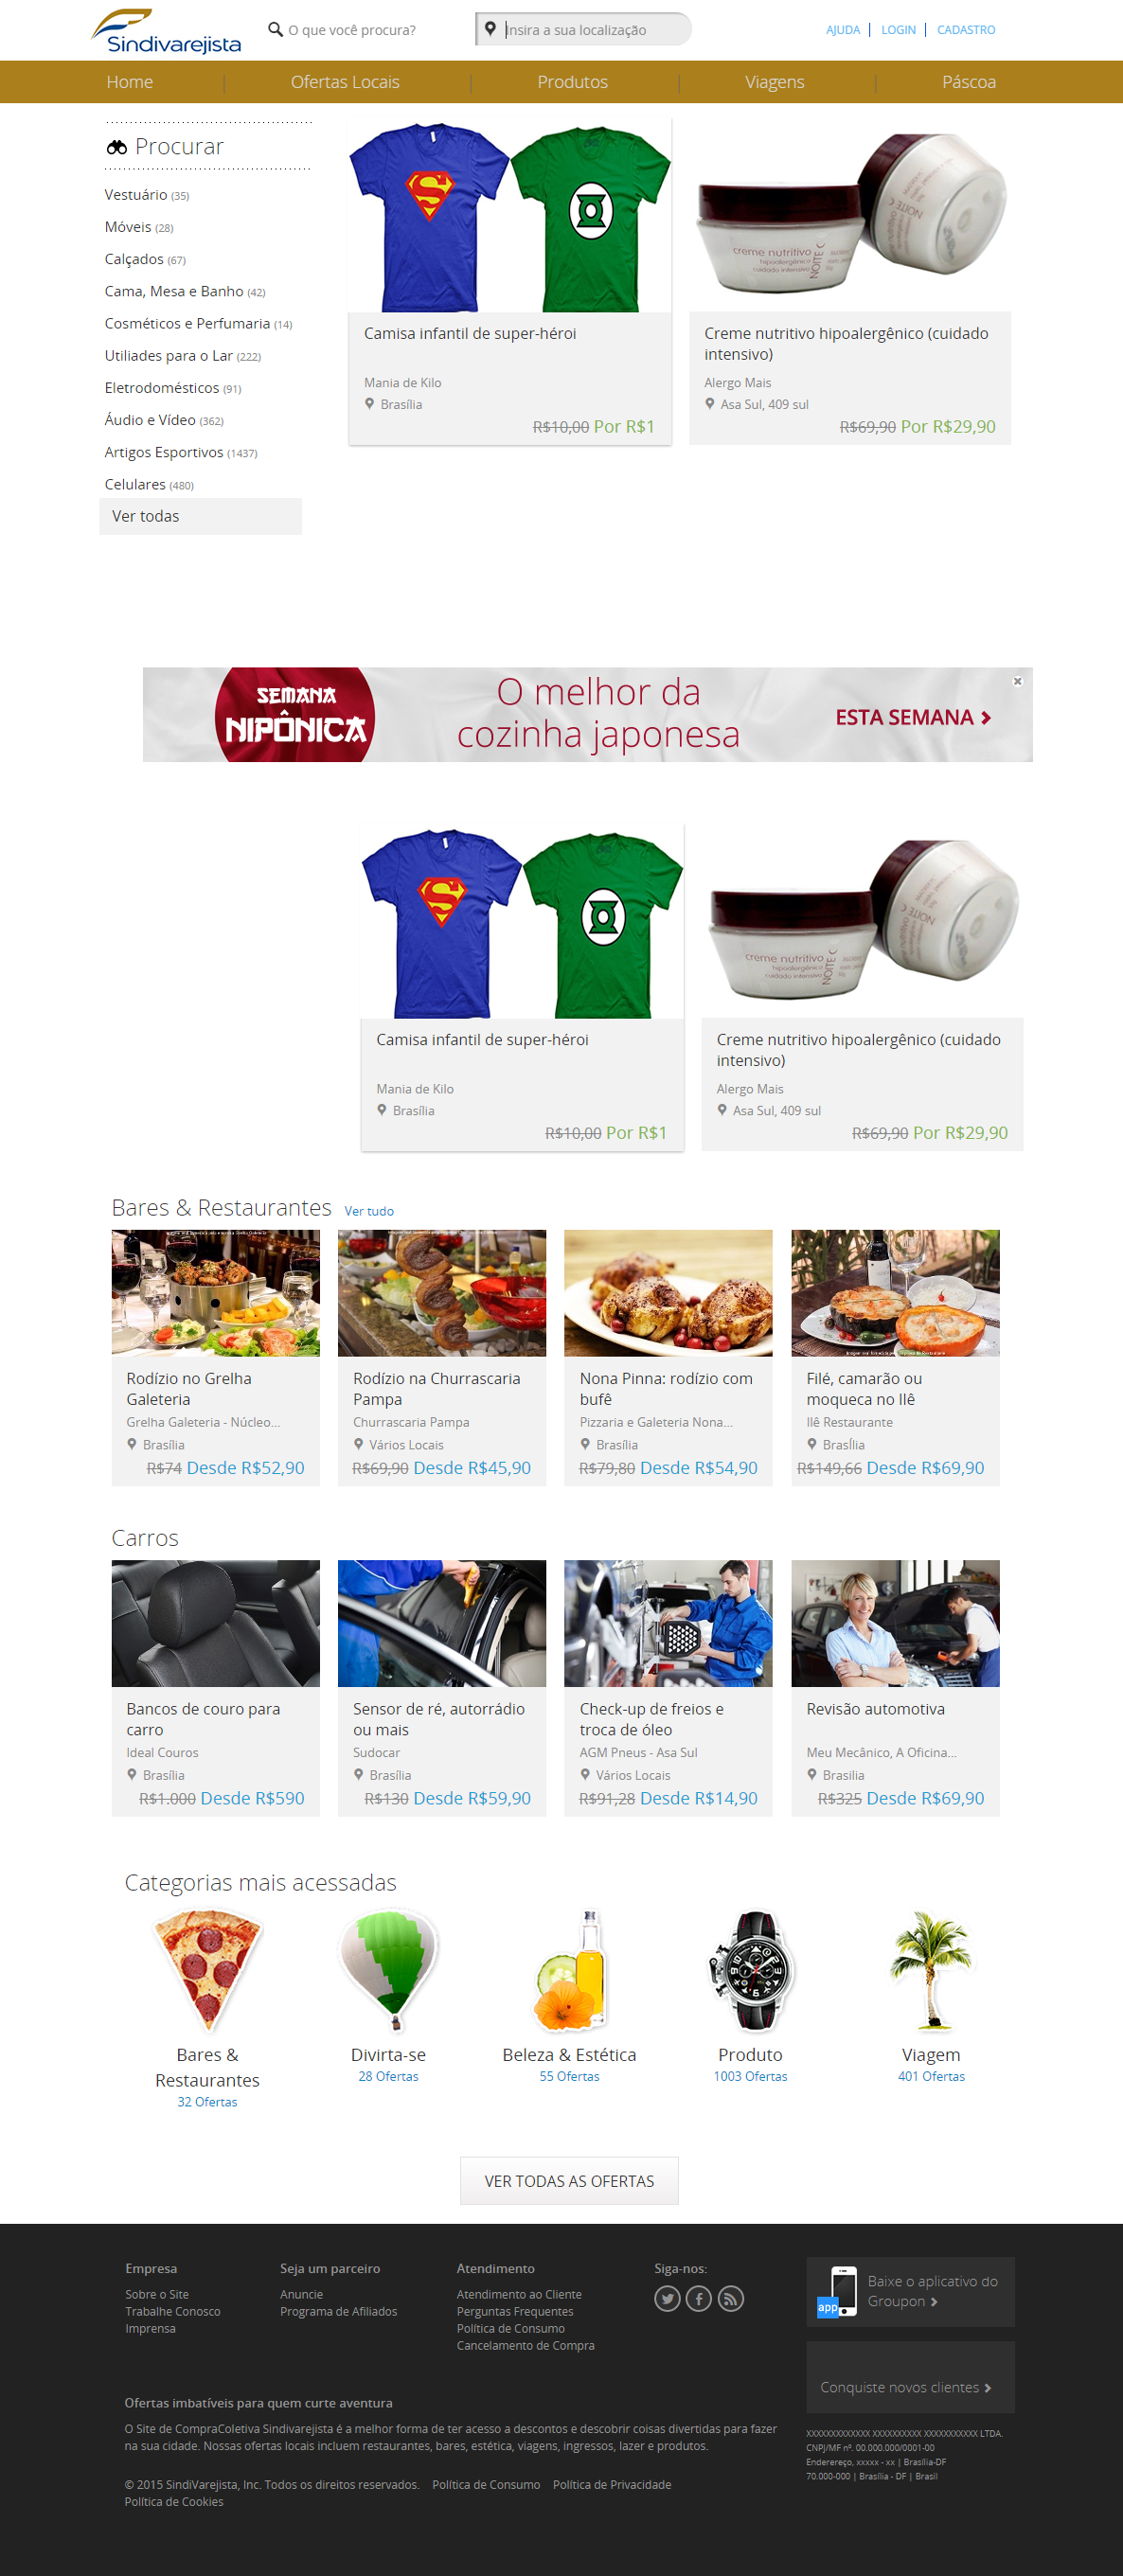 Sindivarejista
O que você procura?
Insira a sua localização
AJUDA
LOGIN
CADASTRO
Home
Ofertas Locais
Produtos
Viagens
Páscoa
Procurar
Vestuário (35)
Móveis (28)
Calçados (67)
Cama, Mesa e Banho (42)
Cosméticos e Perfumaria (14)
Utiliades para o Lar (222)
Eletrodomésticos (91)
Áudio e Vídeo (362)
Artigos Esportivos (1437)
Celulares (480)
Ver todas
creme nutritivo
hipoalergênico
cuidado intensivo
NOITE
Camisa infantil de super-héroi
Mania de Kilo
Brasília
R$10,00 Por R$1
Creme nutritivo hipoalergênico (cuidado
intensivo)
Alergo Mais
Asa Sul, 409 sul
R$69,90 Por R$29,90
SEMANA
NIPÔNICA
O melhor da
cozinha japonesa
ESTA SEMANA
creme nutritivo
hipoalergênico
cuidado intensivo
NOITE
Camisa infantil de super-héroi
Mania de Kilo
Brasília
R$10,00 Por R$1
Creme nutritivo hipoalergênico (cuidado
intensivo)
Alergo Mais
Asa Sul, 409 sul
R$69,90 Por R$29,90
Bares & Restaurantes Ver tudo
Rodízio no Grelha
Galeteria
Grelha Galeteria - Núcleo...
Brasília
R$74 Desde R$52,90
Rodízio na Churrascaria
Pampa
Churrascaria Pampa
Vários Locais
R$69,90 Desde R$45,90
Nona Pinna: rodízio com
bufê
Pizzaria e Galeteria Nona...
Brasília
R$79,80 Desde R$54,90
Filé, camarão ou
moqueca no Ilê
Ilê Restaurante
BrasÍlia
R$149,66 Desde R$69,90
Carros
Bancos de couro para
carro
Ideal Couros
Brasília
R$1.000 Desde R$590
Sensor de ré, autorrádio
ou mais
Sudocar
Brasília
R$130 Desde R$59,90
Check-up de freios e
troca de óleo
AGM Pneus - Asa Sul
Vários Locais
R$91,28 Desde R$14,90
Revisão automotiva
Meu Mecânico, A Oficina...
Brasilia
R$325 Desde R$69,90
Categorias mais acessadas
Bares &
Restaurantes
32 Ofertas
Divirta-se
28 Ofertas
Beleza & Estética
55 Ofertas
Produto
1003 Ofertas
Viagem
401 Ofertas
VER TODAS AS OFERTAS
Empresa
Sobre o Site
Trabalhe Conosco
Imprensa
Seja um parceiro
Anuncie
Programa de Afiliados
Atendimento
Atendimento ao Cliente
Perguntas Frequentes
Política de Consumo
Cancelamento de Compra
Siga-nos:
app
Baixe o aplicativo do
Groupon
Conquiste novos clientes
Ofertas imbatíveis para quem curte aventura
O Site de CompraColetiva Sindivarejista é a melhor forma de ter acesso a descontos e descobrir coisas divertidas para fazer
na sua cidade. Nossas ofertas locais incluem restaurantes, bares, estética, viagens, ingressos, lazer e produtos.
XXXXXXXXXXXXX XXXXXXXXXX XXXXXXXXXXX LTDA.
CNPJ/MF nº. 00.000.000/0001-00
Endererço, xxxxx - xx | Brasília-DF
70.000-000 | Brasília - DF | Brasil
© 2015 SindiVarejista, Inc. Todos os direitos reservados. Política de Consumo Política de Privacidade
Política de Cookies